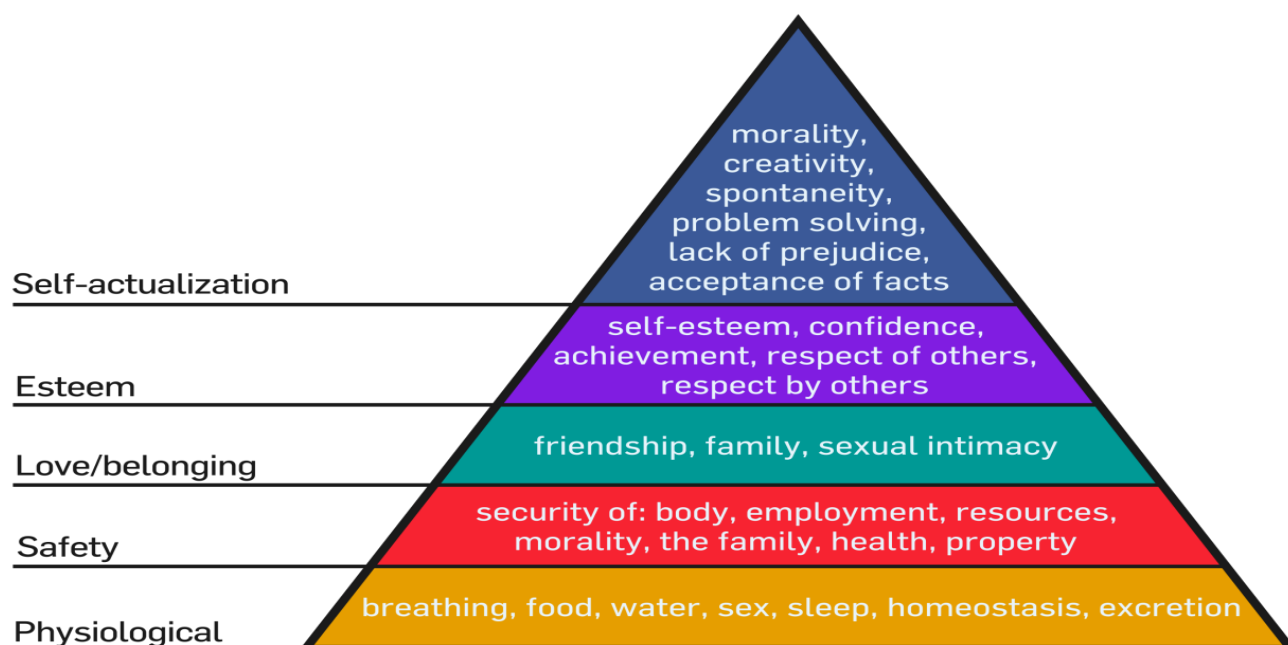 morality,
creativity,
spontaneity,
problem solving,
lack of prejudice,
acceptance of facts
Self-actualization
self-esteem, confidence,
achievement, respect of others,
respect by others
Esteem
friendship, family, sexual intimacy
Love/belonging
security of: body, employment, resources,
morality, the family, health, property
Safety
breathing, food, water, sex, sleep, homeostasis, excretion
Physiological